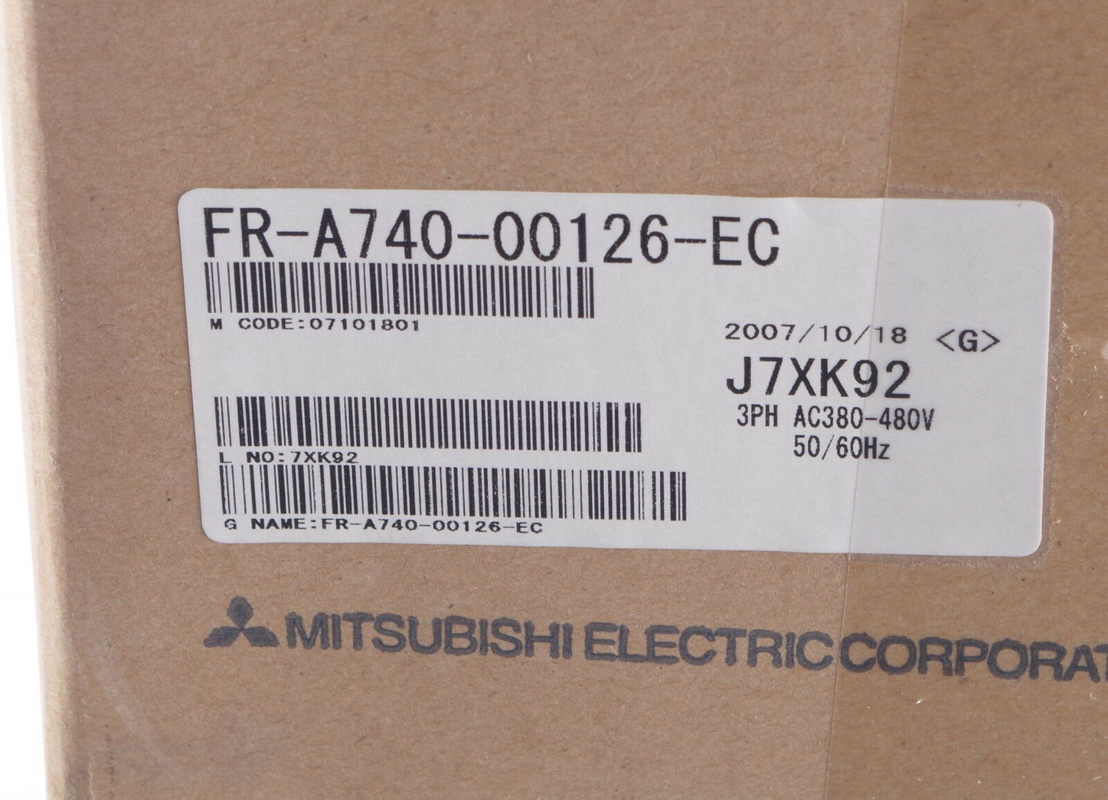 FR-A740-00126-EC
M CODE:07101801
2007/10/18 <G>
J7XK92
3PH AC380-480V
50/60Hz
L NO:7XK92
G NAME:FR-A740-00126-EC
MITSUBISHI ELECTRIC CORPORAT